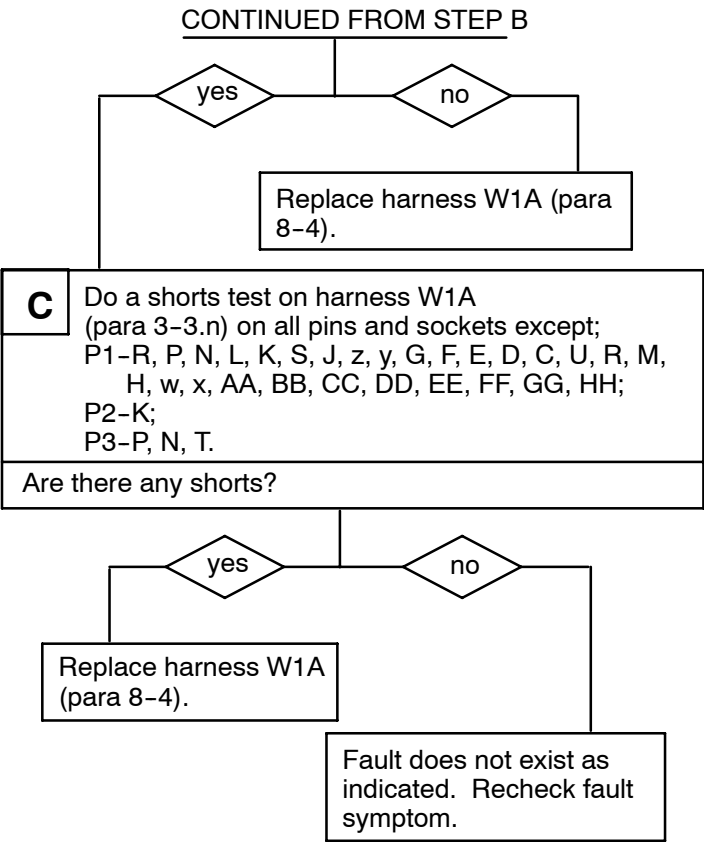 CONTINUED FROM STEP B
yes
no
Replace harness W1A (para
8-4).
C
Do a shorts test on harness W1A
(para 3-3.n) on all pins and sockets except;
P1-R, P, N, L, K, S, J, z, y, G, F, E, D, C, U, R, M,
H, w, x, AA, BB, CC, DD, EE, FF, GG, HH;
P2-K;
P3-P, N, T.
Are there any shorts?
yes
no
Replace harness W1A
(para 8-4).
Fault does not exist as
indicated. Recheck fault
symptom.